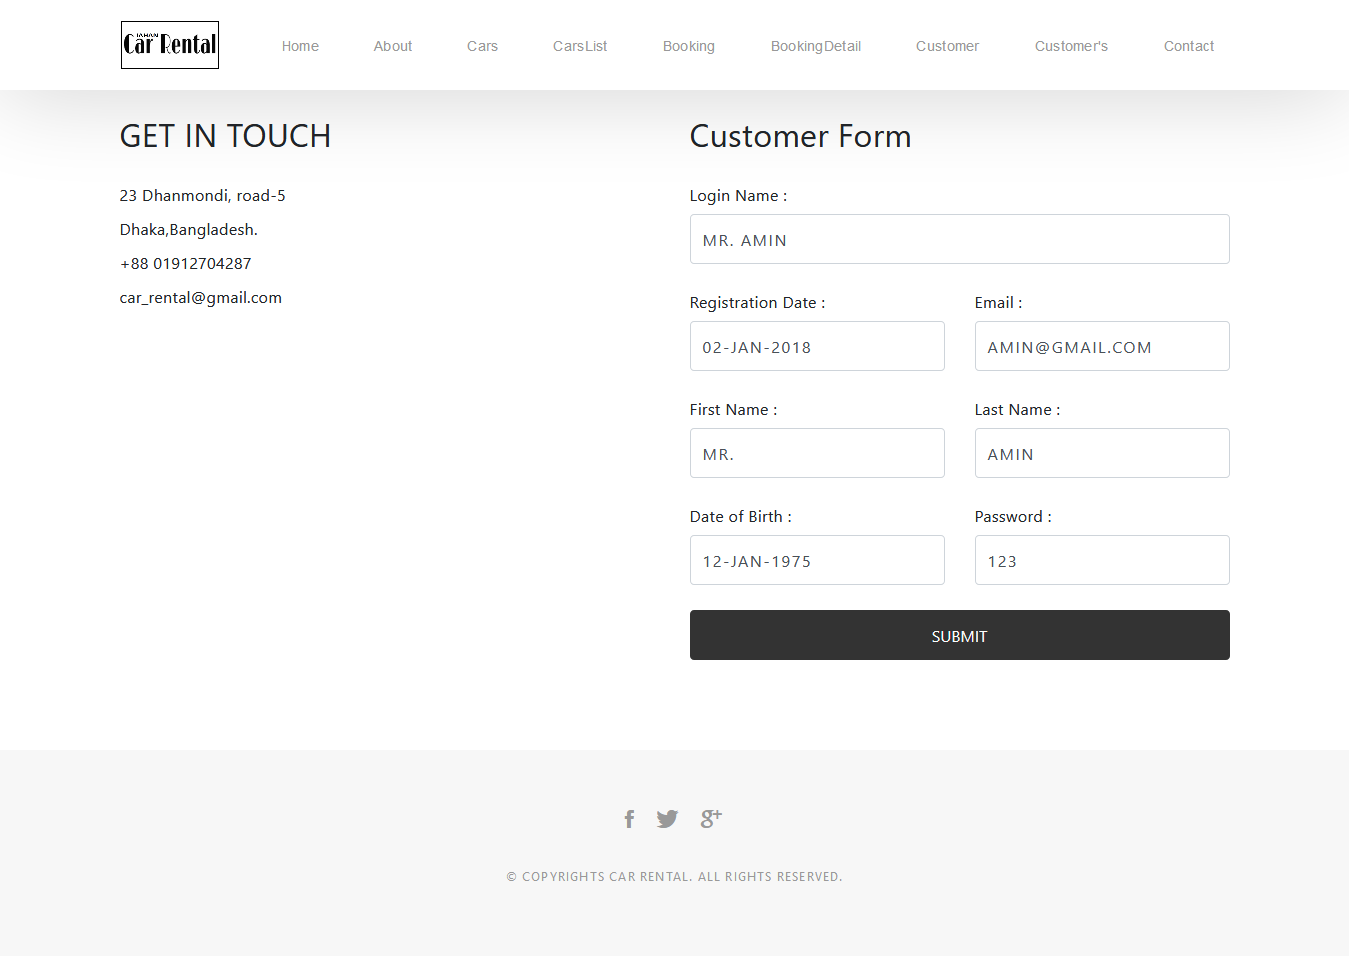 JAHAN
Car Rental
Home About Cars CarsList Booking BookingDetail Customer Customer's Contact
GET IN TOUCH
23 Dhanmondi, road-5
Dhaka,Bangladesh.
+88 01912704287
car_rental@gmail.com
Customer Form
Login Name :
MR. AMIN
Registration Date : Email :
02-JAN-2018 AMIN@GMAIL.COM
First Name : Last Name :
MR. AMIN
Date of Birth : Password :
12-JAN-1975 123
SUBMIT
© COPYRIGHTS CAR RENTAL. ALL RIGHTS RESERVED.